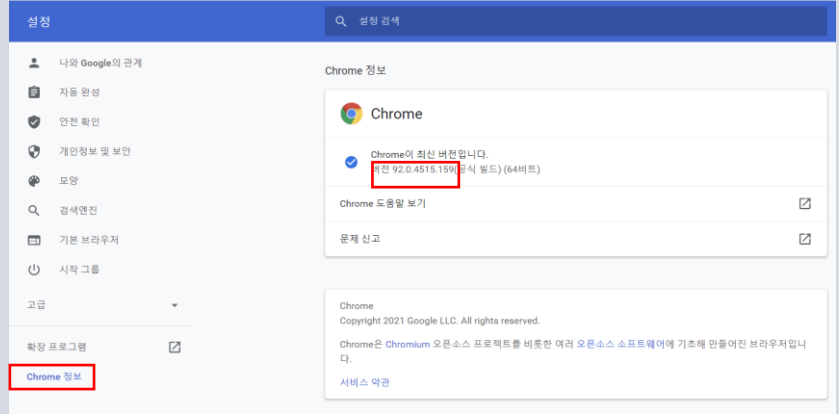 설정
설정 검색
나와 Google의 관계
자동 완성
안전 확인
개인정보 및 보안
모양
검색엔진
기본 브라우저
시작 그룹
고급
확장 프로그램
Chrome 정보
Chrome 정보
Chrome
Chrome이 최신 버전입니다.
버전 92.0.4515.159(공식 빌드) (64비트)
Chrome 도움말 보기
문제 신고
Chrome
Copyright 2021 Google LLC. All rights reserved.
Chrome은 Chromium 오픈소스 프로젝트를 비롯한 여러 오픈소스 소프트웨어에 기초해 만들어진 브라우저입니
다.
서비스 약관